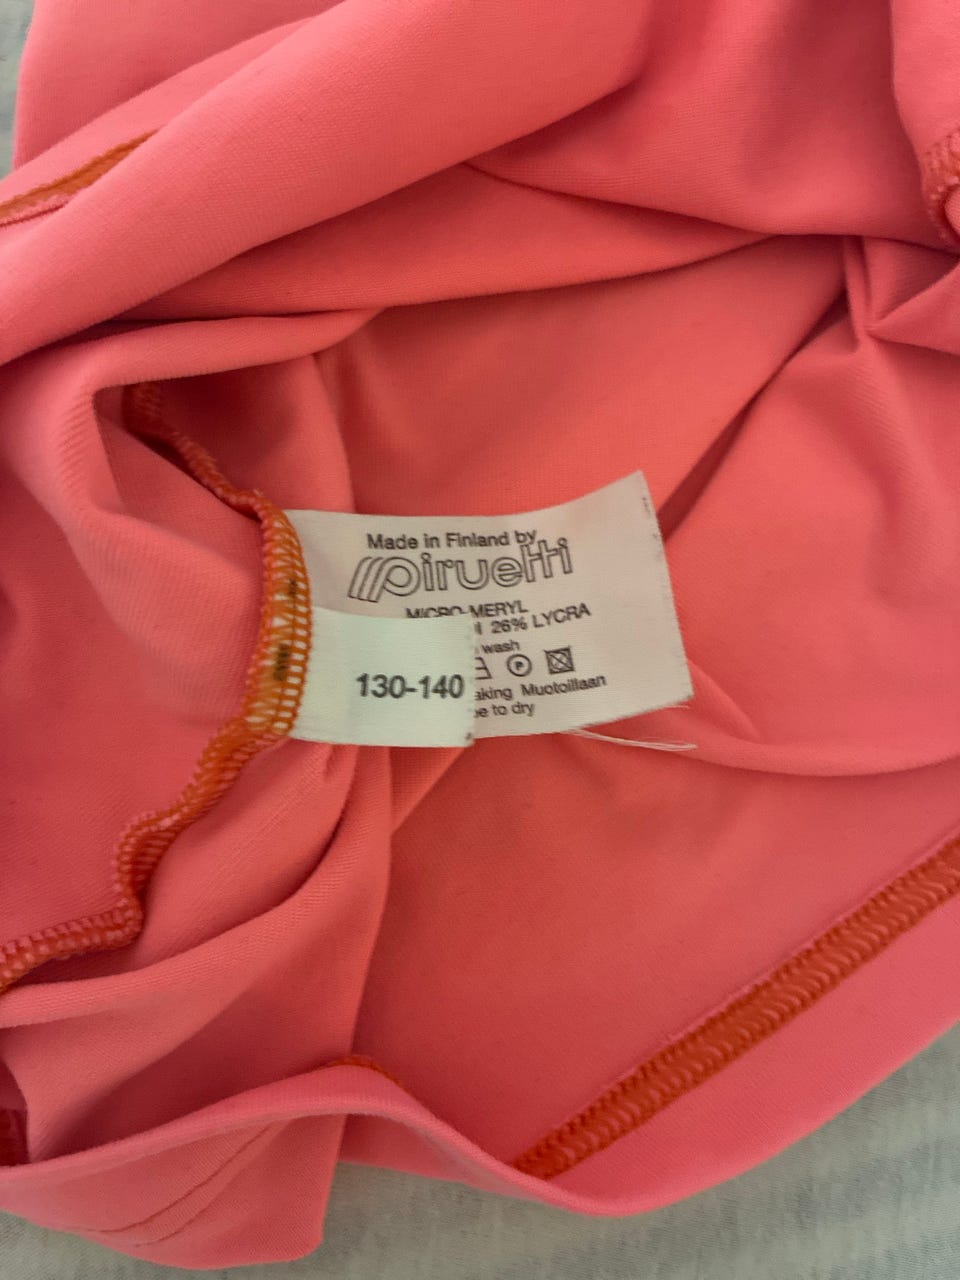 Made in Finland by
piruetti
MICRO-MERYL
26% LYCRA
wash
P
Muotoillaan
to dry
130-140